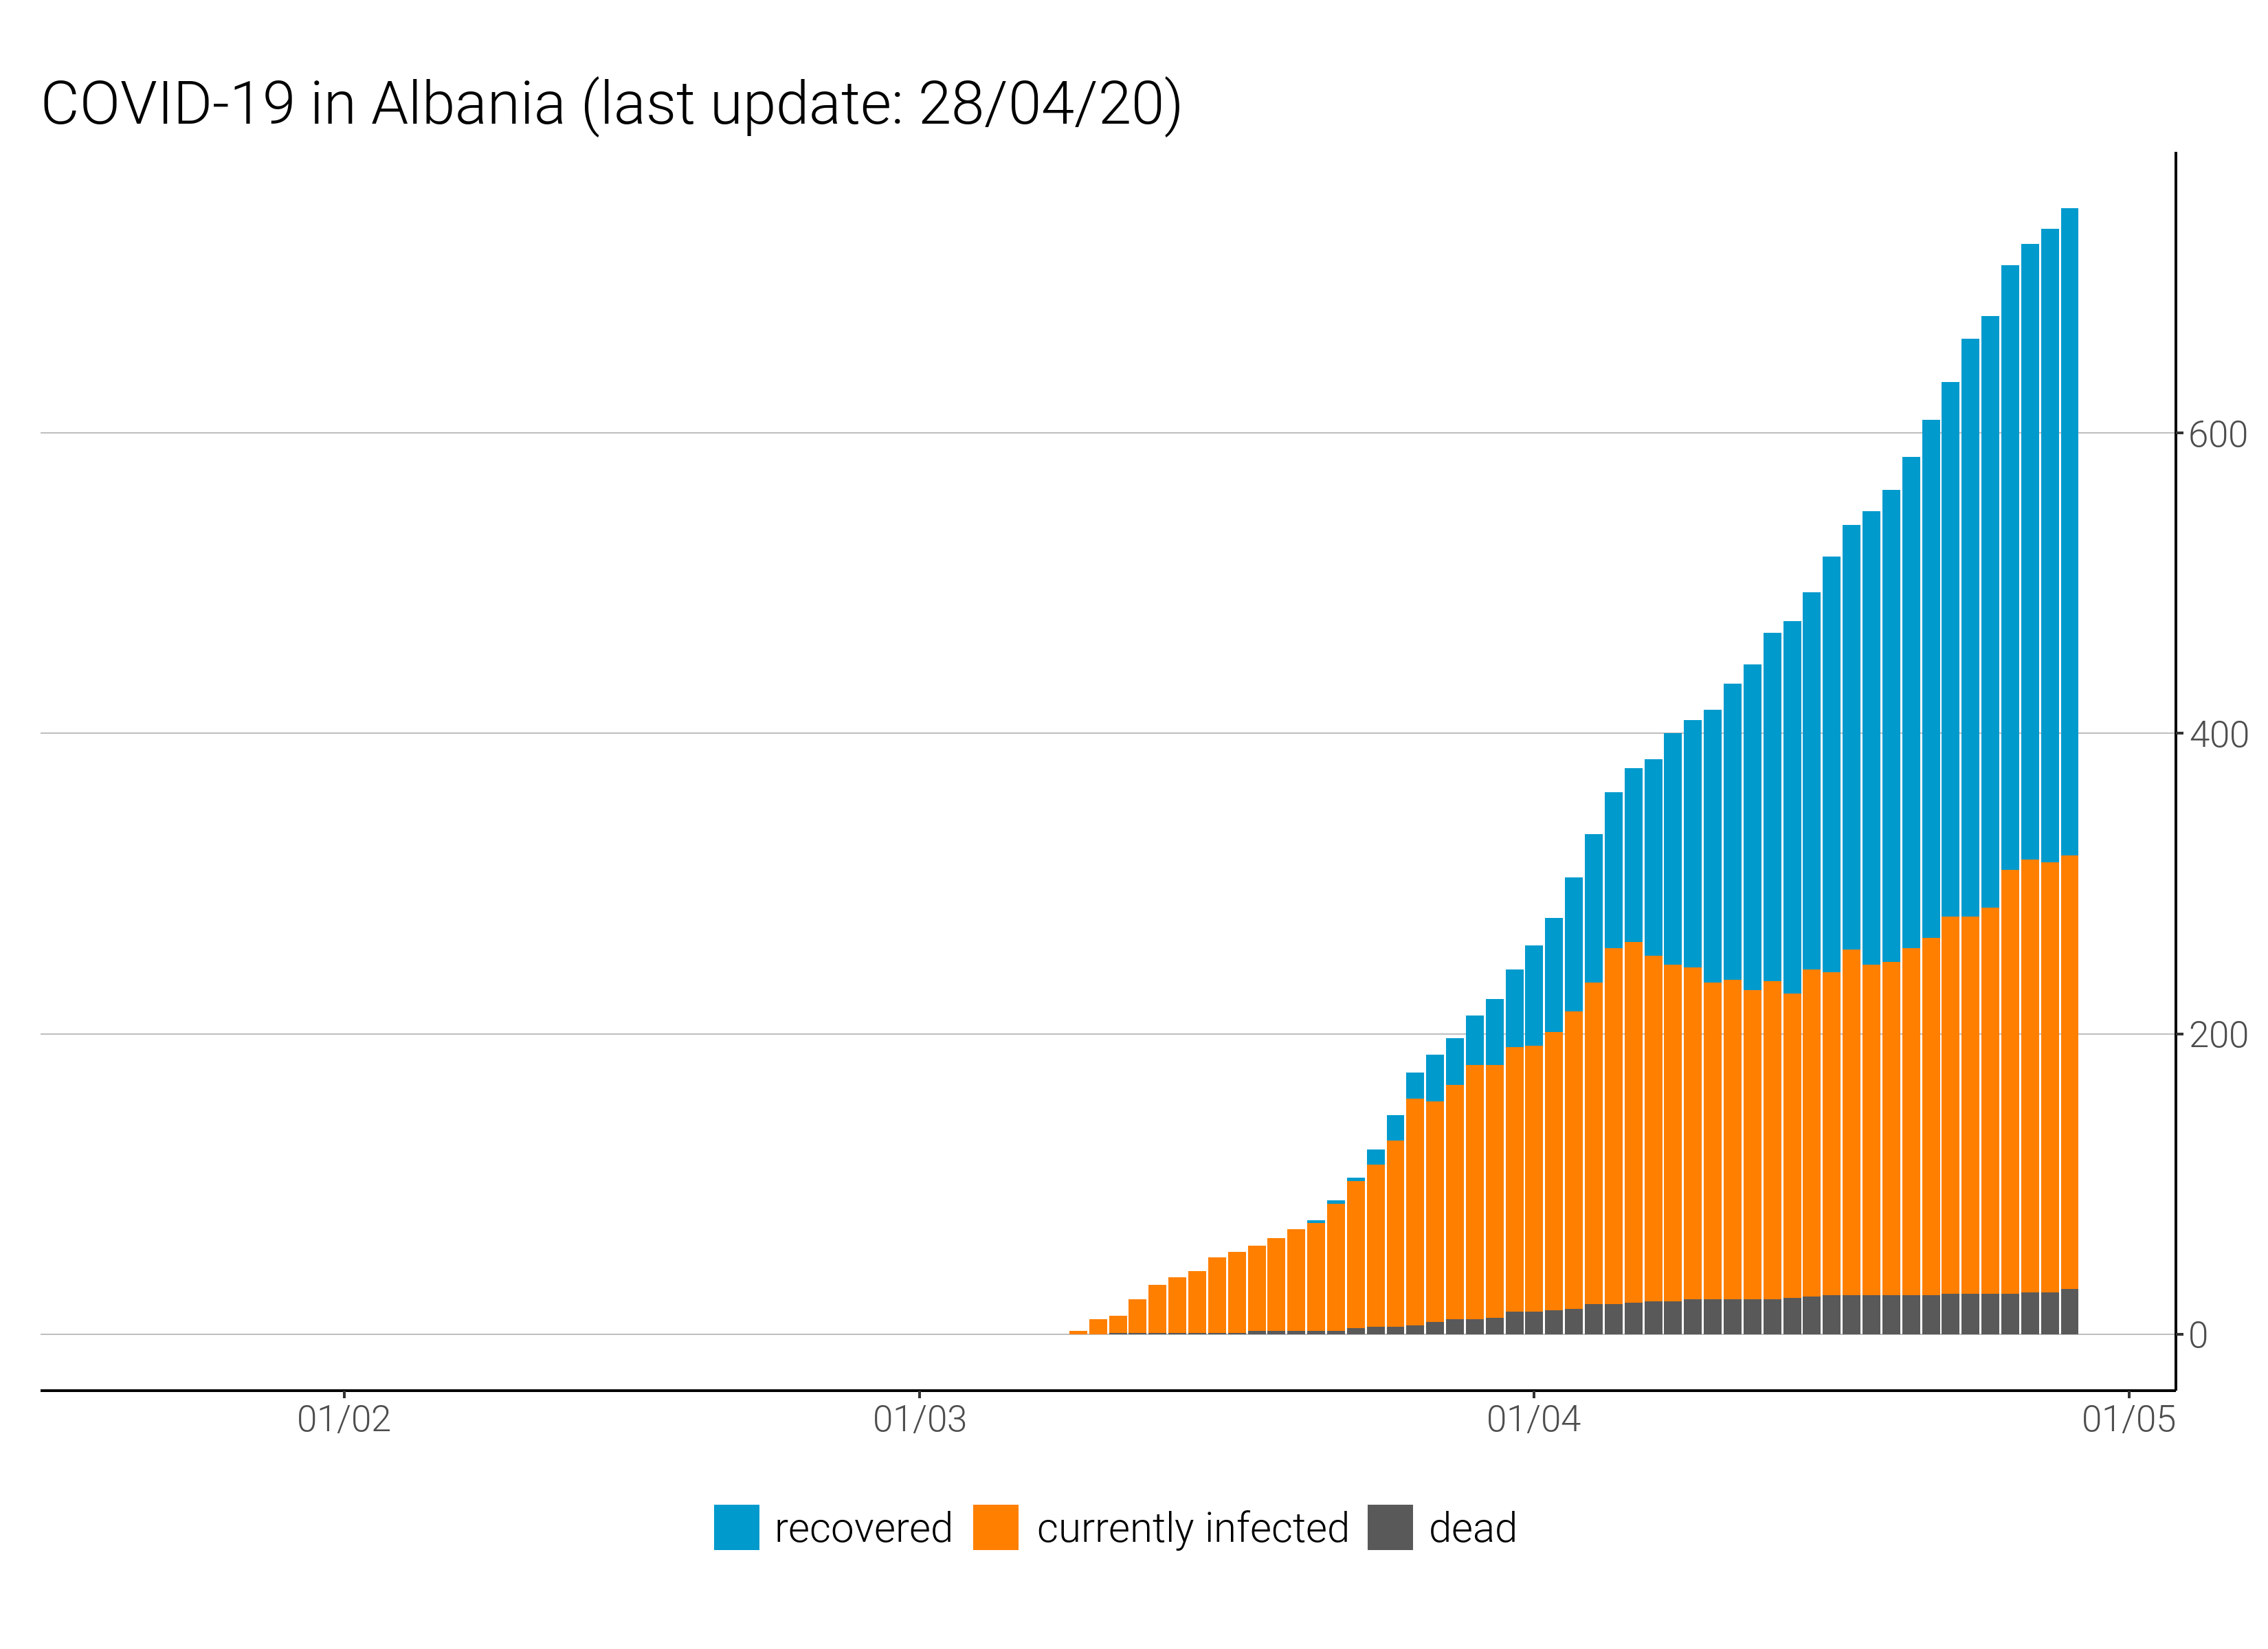 COVID-19 in Albania (last update: 28/04/20)
600
400
200
0
01/02 01/03 01/04 01/05
recovered currently infected dead